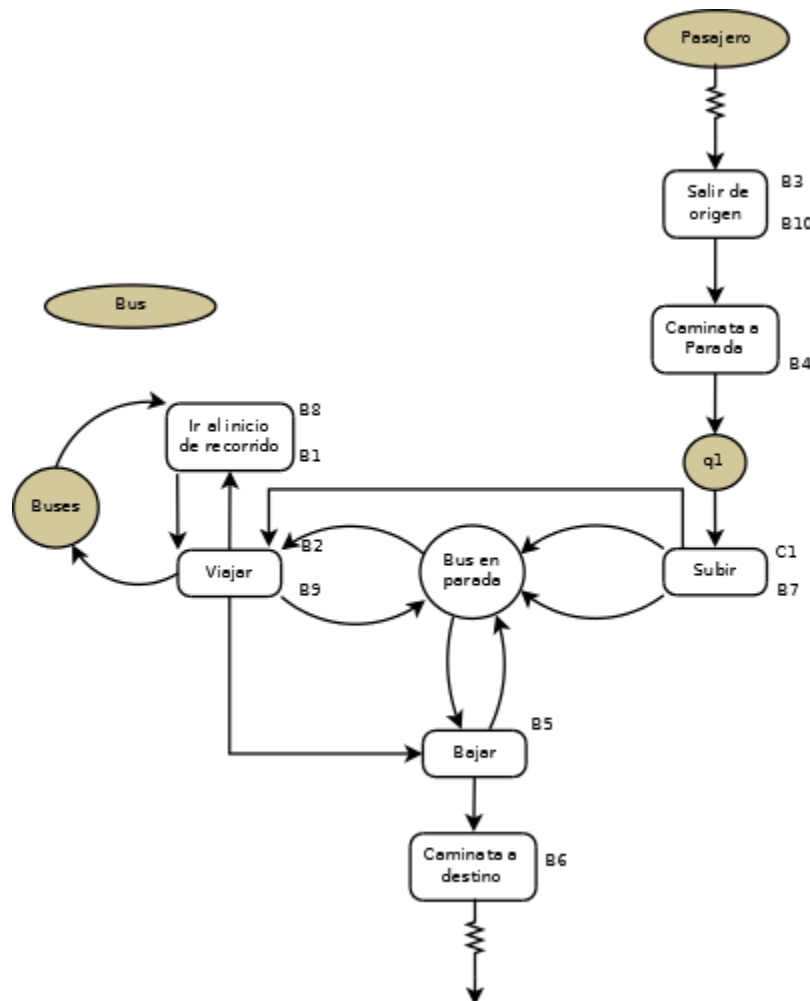 Pasajero
Salir de
origen
B3
B10
Bus
Caminata a
Parada
B4
Ir al inicio
de recorrido
B8
B1
q1
Buses
Viajar
B2
B9
Bus en
parada
Subir
C1
B7
Bajar
B5
Caminata a
destino
B6